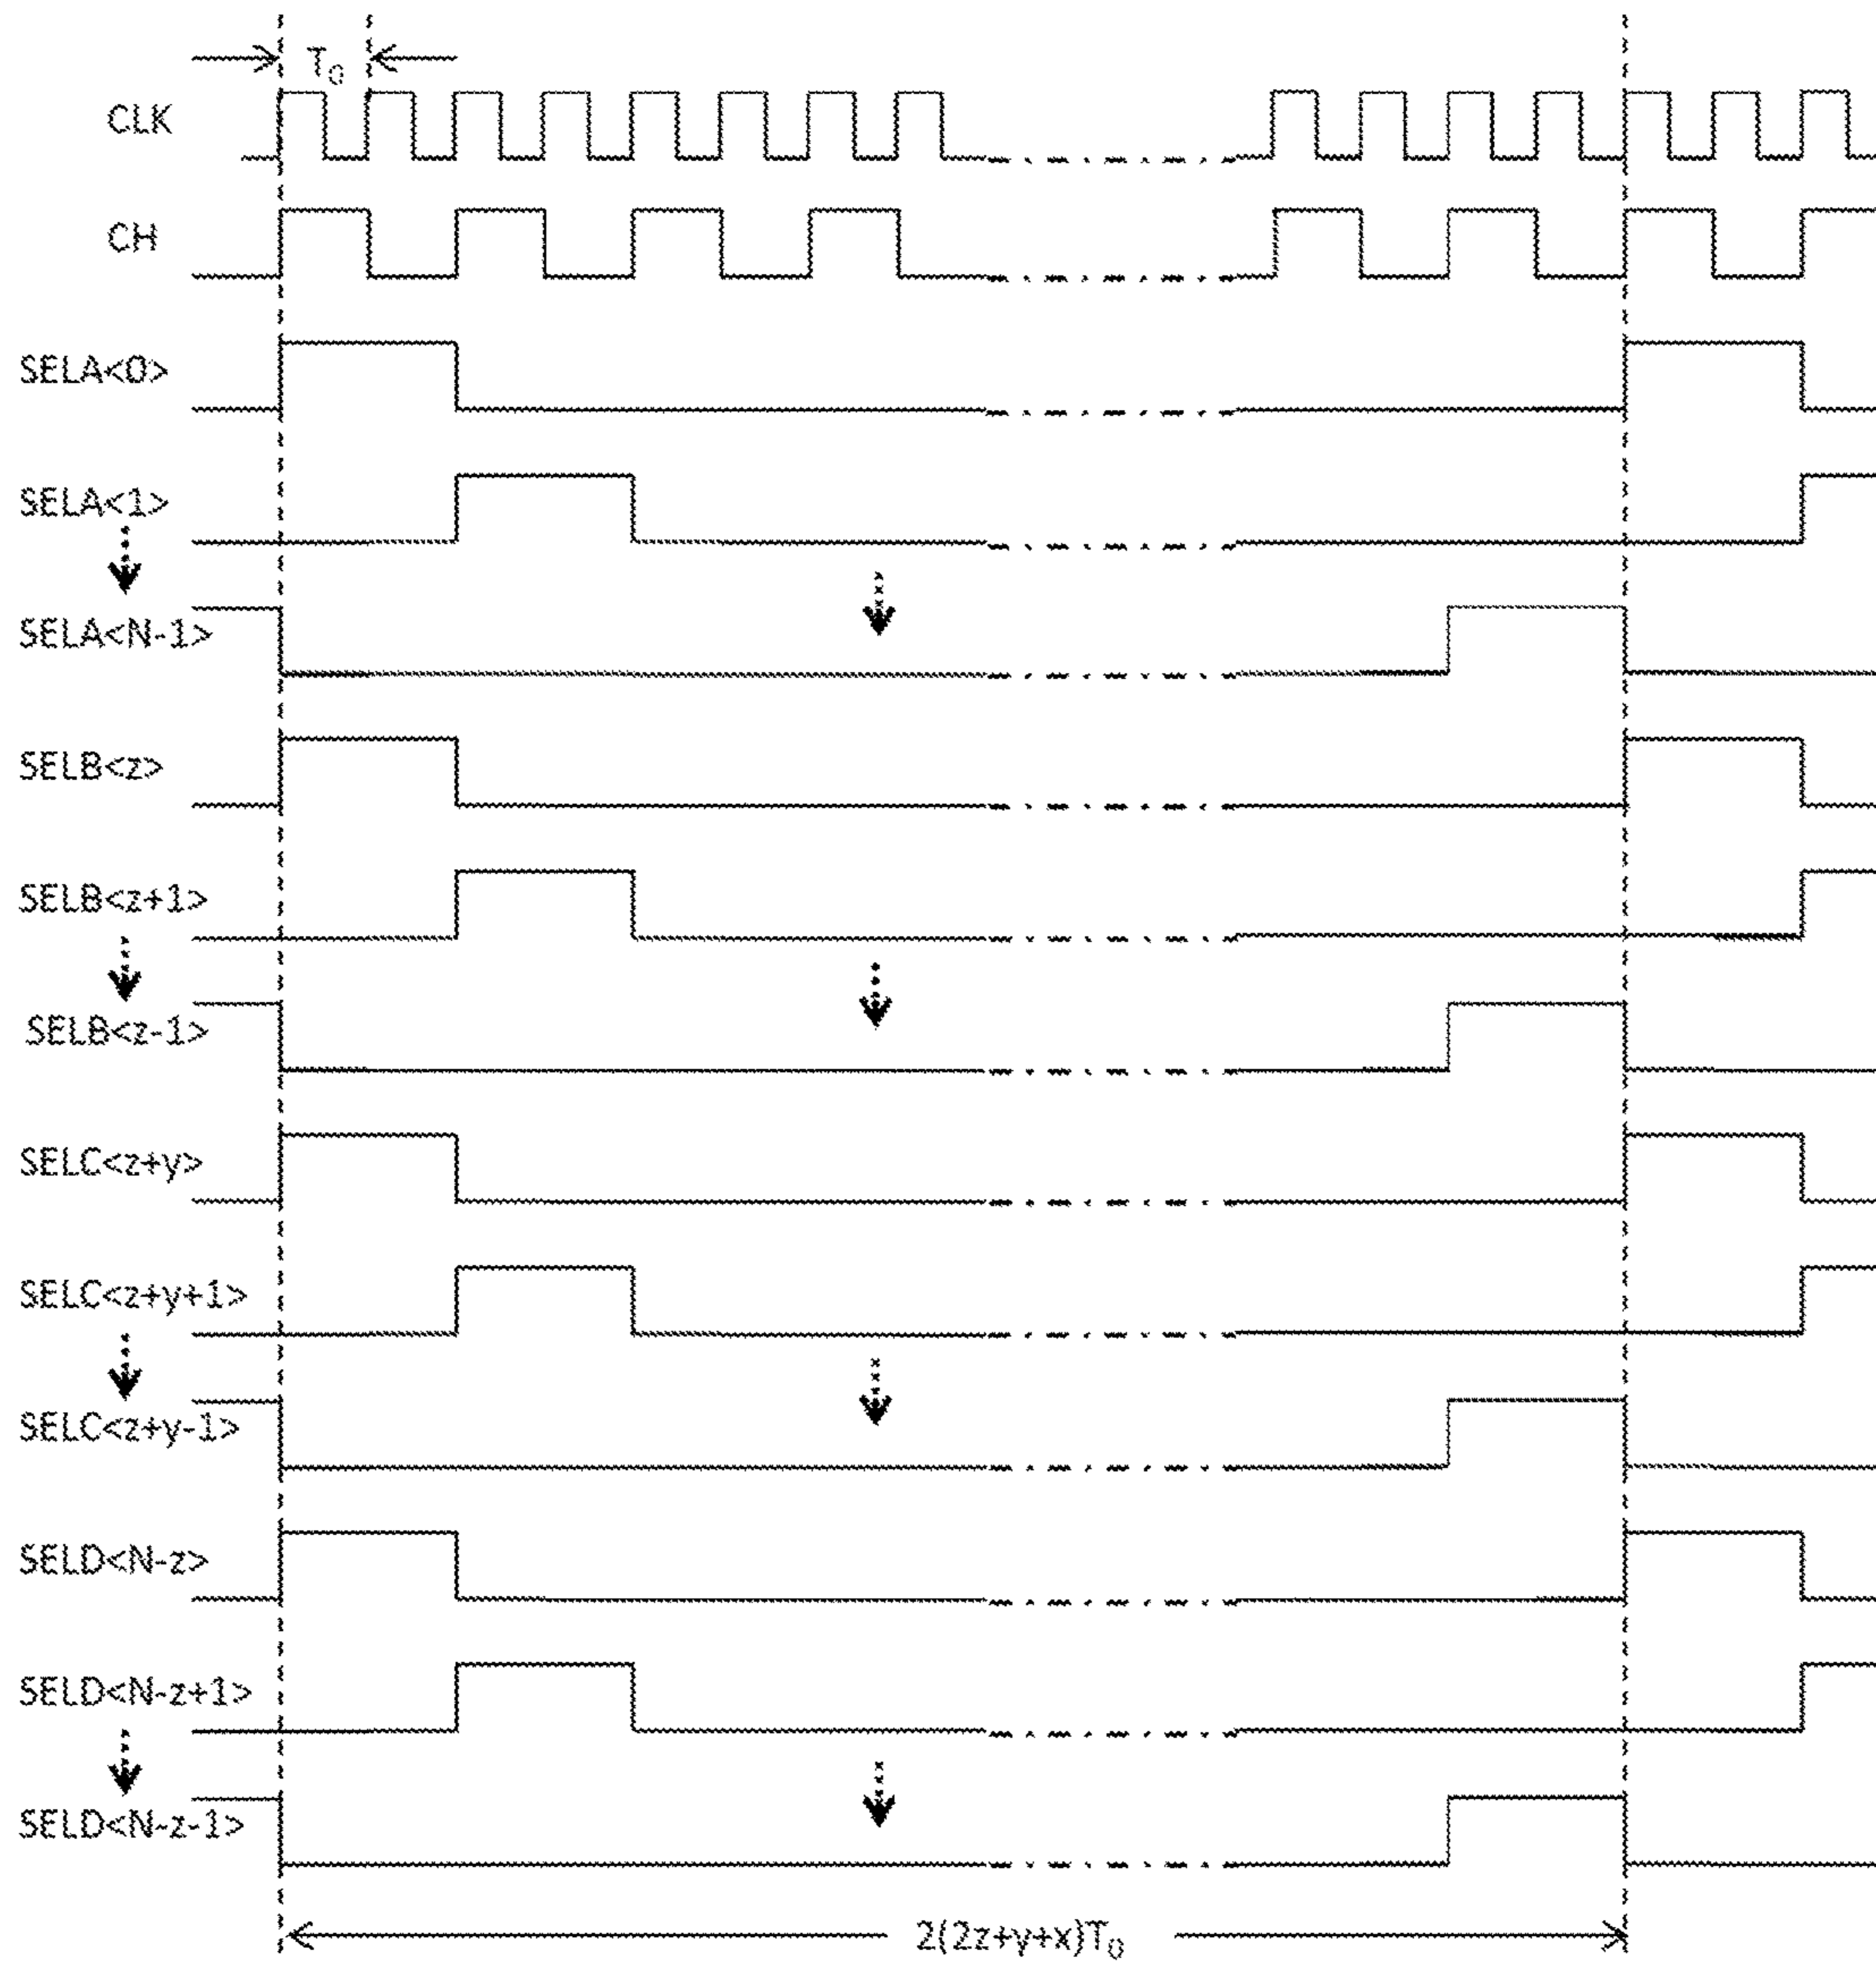 T₀
CLK
CH
SELA<0>
SELA<1>
SELA<N-1>
SELB<z>
SELB<z+1>
SELB<z-1>
SELC<z+y>
SELC<z+y+1>
SELC<z+y-1>
SELD<N-z>
SELD<N-z+1>
SELD<N-z-1>
2(2z+y+x)T₀